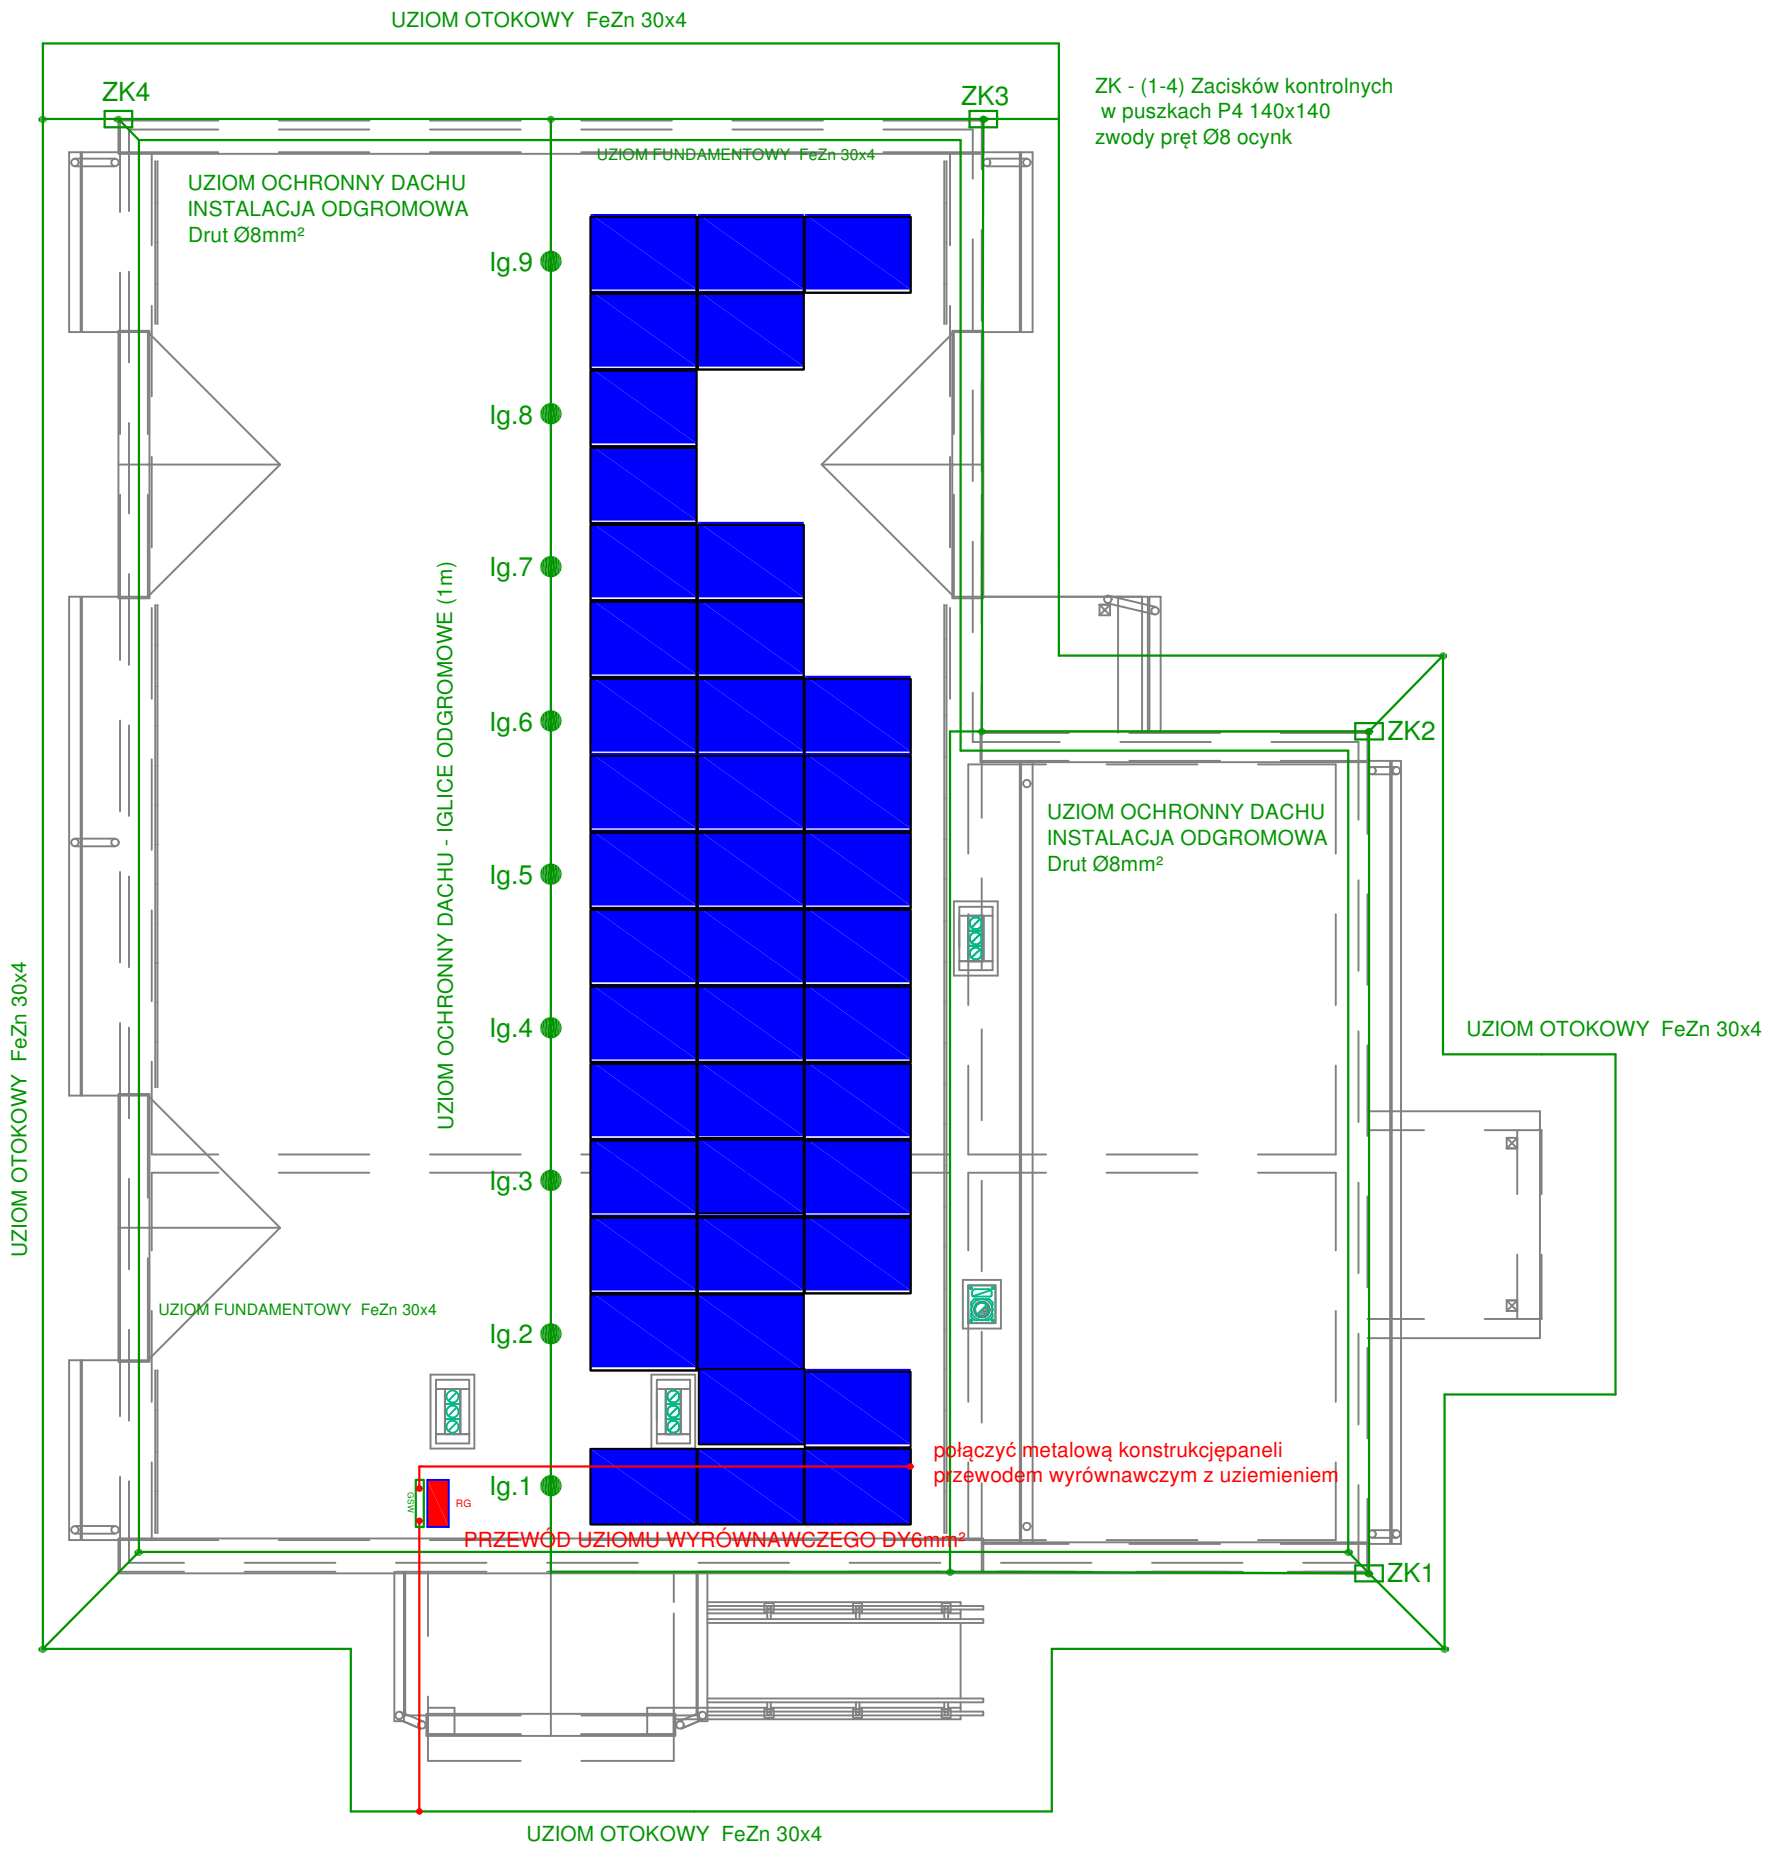 UZIOM OTOKOWY FeZn 30x4
ZK4
ZK3
ZK - (1-4) Zacisków kontrolnych
w puszkach P4 140x140
zwody pręt Ø8 ocynk
UZIOM FUNDAMENTOWY FeZn 30x4
UZIOM OCHRONNY DACHU
INSTALACJA ODGROMOWA
Drut Ø8mm²
Ig.9
Ig.8
Ig.7
Ig.6
Ig.5
Ig.4
Ig.3
Ig.2
Ig.1
UZIOM OCHRONNY DACHU - IGLICE ODGROMOWE (1m)
ZK2
UZIOM OCHRONNY DACHU
INSTALACJA ODGROMOWA
Drut Ø8mm²
UZIOM OTOKOWY FeZn 30x4
UZIOM OTOKOWY FeZn 30x4
UZIOM FUNDAMENTOWY FeZn 30x4
połączyć metalową konstrukcjępaneli
przewodem wyrównawczym z uziemieniem
GSW
RG
PRZEWÓD UZIOMU WYRÓWNAWCZEGO DY6mm²
ZK1
UZIOM OTOKOWY FeZn 30x4